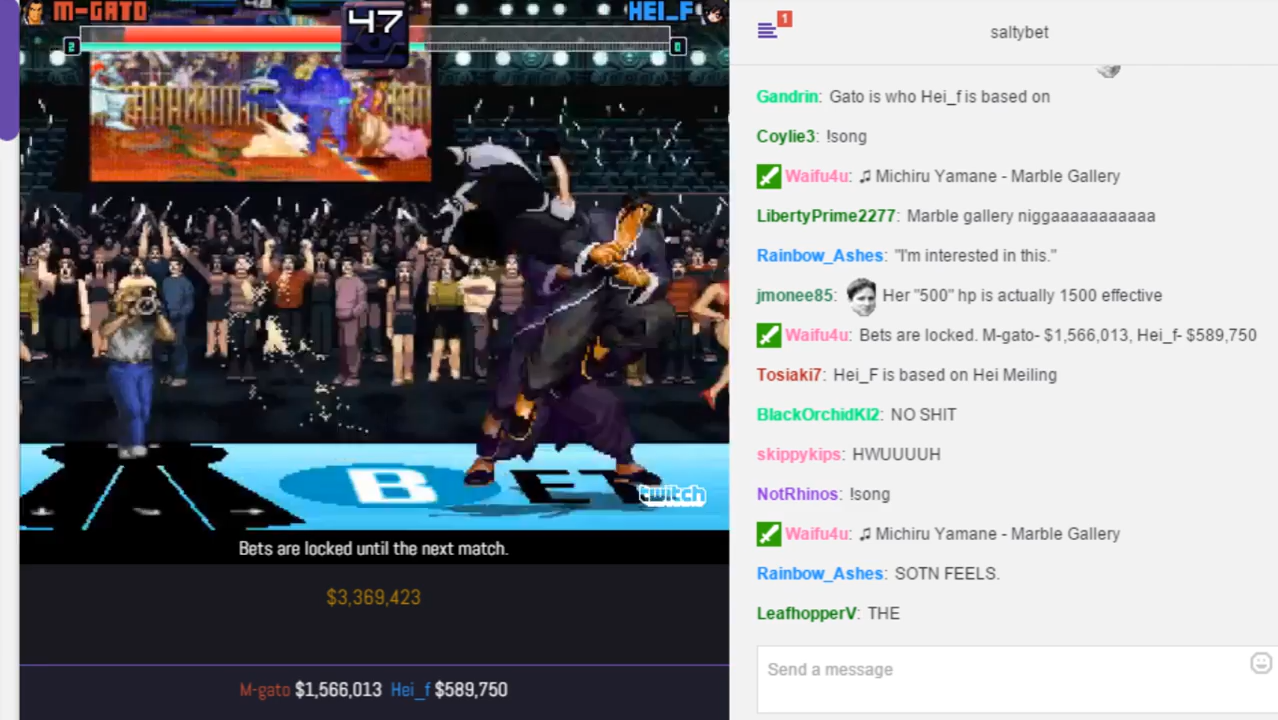 M-GATO
HEI_F
47
2
0
B ET
twitch
Bets are locked until the next match.
$3,369,423
M-gato $1,566,013 Hei_f $589,750
1
saltybet
Gandrin: Gato is who Hei_f is based on
Coylie3: !song
Waifu4u: ♫ Michiru Yamane - Marble Gallery
LibertyPrime2277: Marble gallery niggaaaaaaaaaaa
Rainbow_Ashes: "I'm interested in this."
jmonee85: Her "500" hp is actually 1500 effective
Waifu4u: Bets are locked. M-gato- $1,566,013, Hei_f- $589,750
Tosiaki7: Hei_F is based on Hei Meiling
BlackOrchidKI2: NO SHIT
skippykips: HWUUUUH
NotRhinos: !song
Waifu4u: ♫ Michiru Yamane - Marble Gallery
Rainbow_Ashes: SOTN FEELS.
LeafhopperV: THE
Send a message